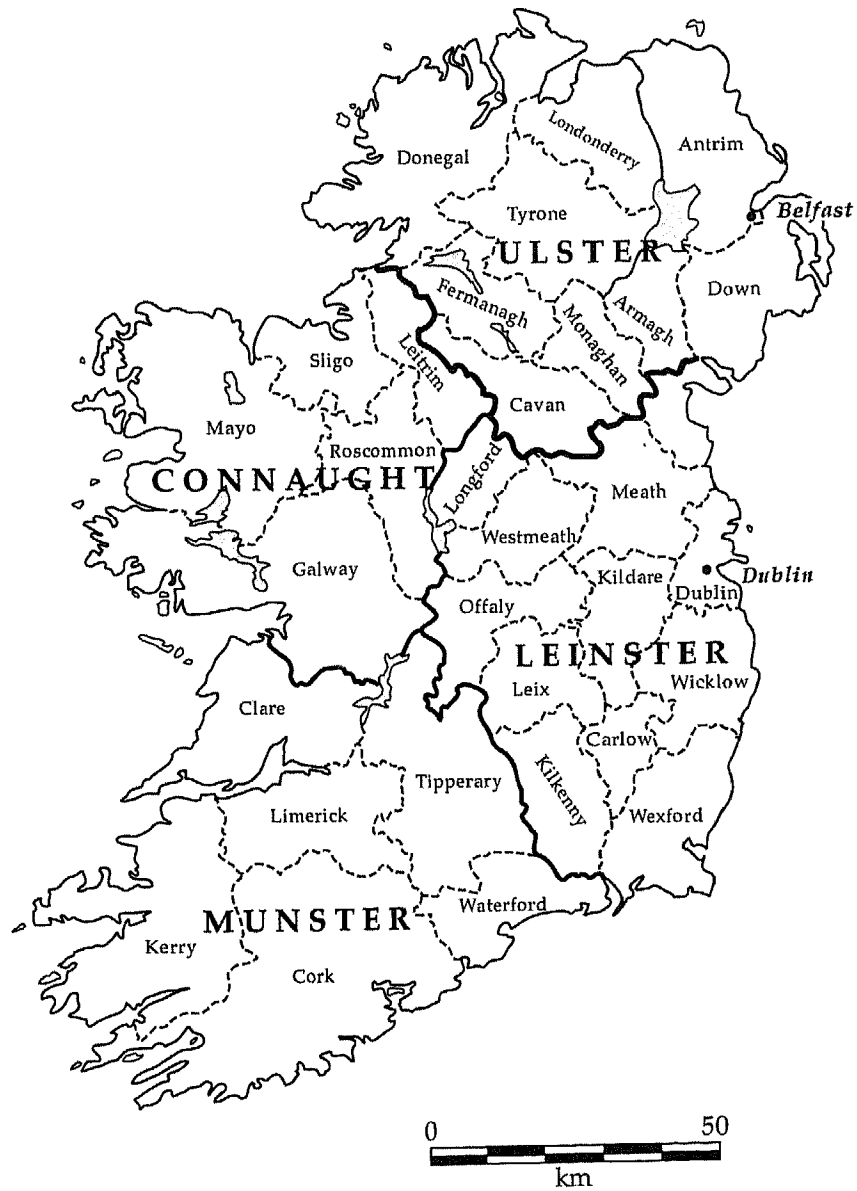 Londonderry
Antrim
Donegal
Tyrone
Belfast
ULSTER
Fermanagh
Armagh
Down
Monaghan
Leitrim
Sligo
Cavan
Mayo
Roscommon
CONNAUGHT
Longford
Meath
Westmeath
Galway
Kildare
Dublin
Dublin
Offaly
LEINSTER
Leix
Wicklow
Clare
Carlow
Tipperary
Kilkenny
Limerick
Wexford
Waterford
MUNSTER
Kerry
Cork
0 50
km